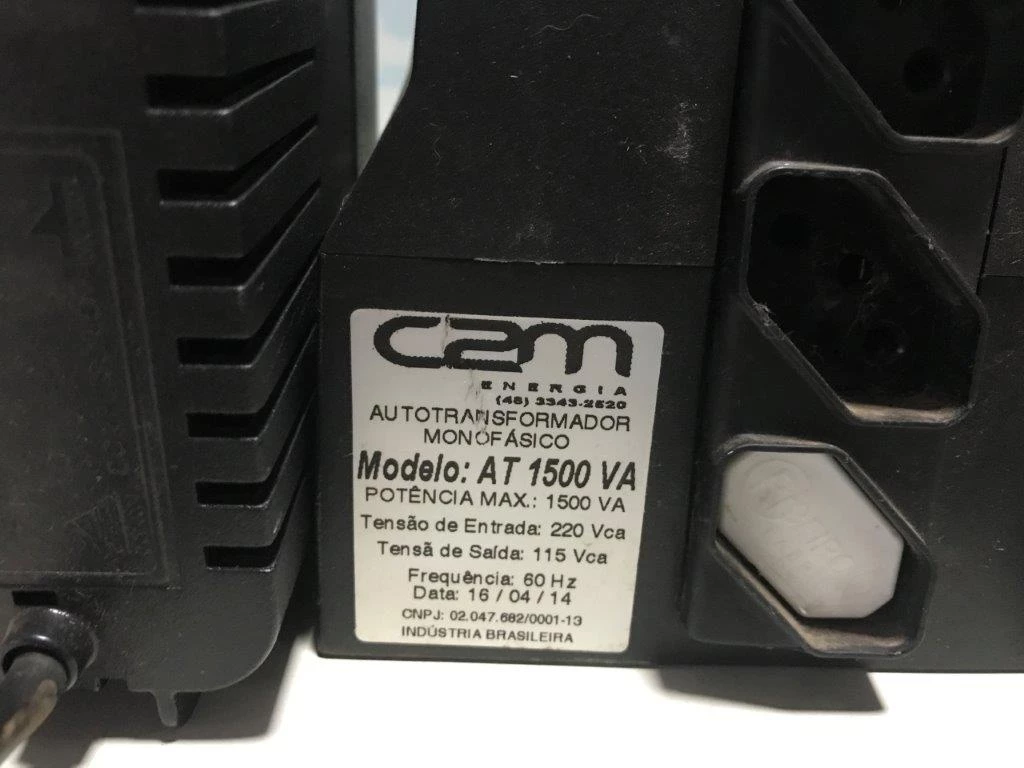 C2M
ENERGIA
(48) 3343-2520
AUTOTRANSFORMADOR
MONOFÁSICO
Modelo: AT 1500 VA
POTÊNCIA MAX.: 1500 VA
Tensão de Entrada: 220 Vca
Tensã de Saída: 115 Vca
Frequência: 60 Hz
Data: 16 / 04 / 14
CNPJ: 02.047.682/0001-13
INDÚSTRIA BRASILEIRA